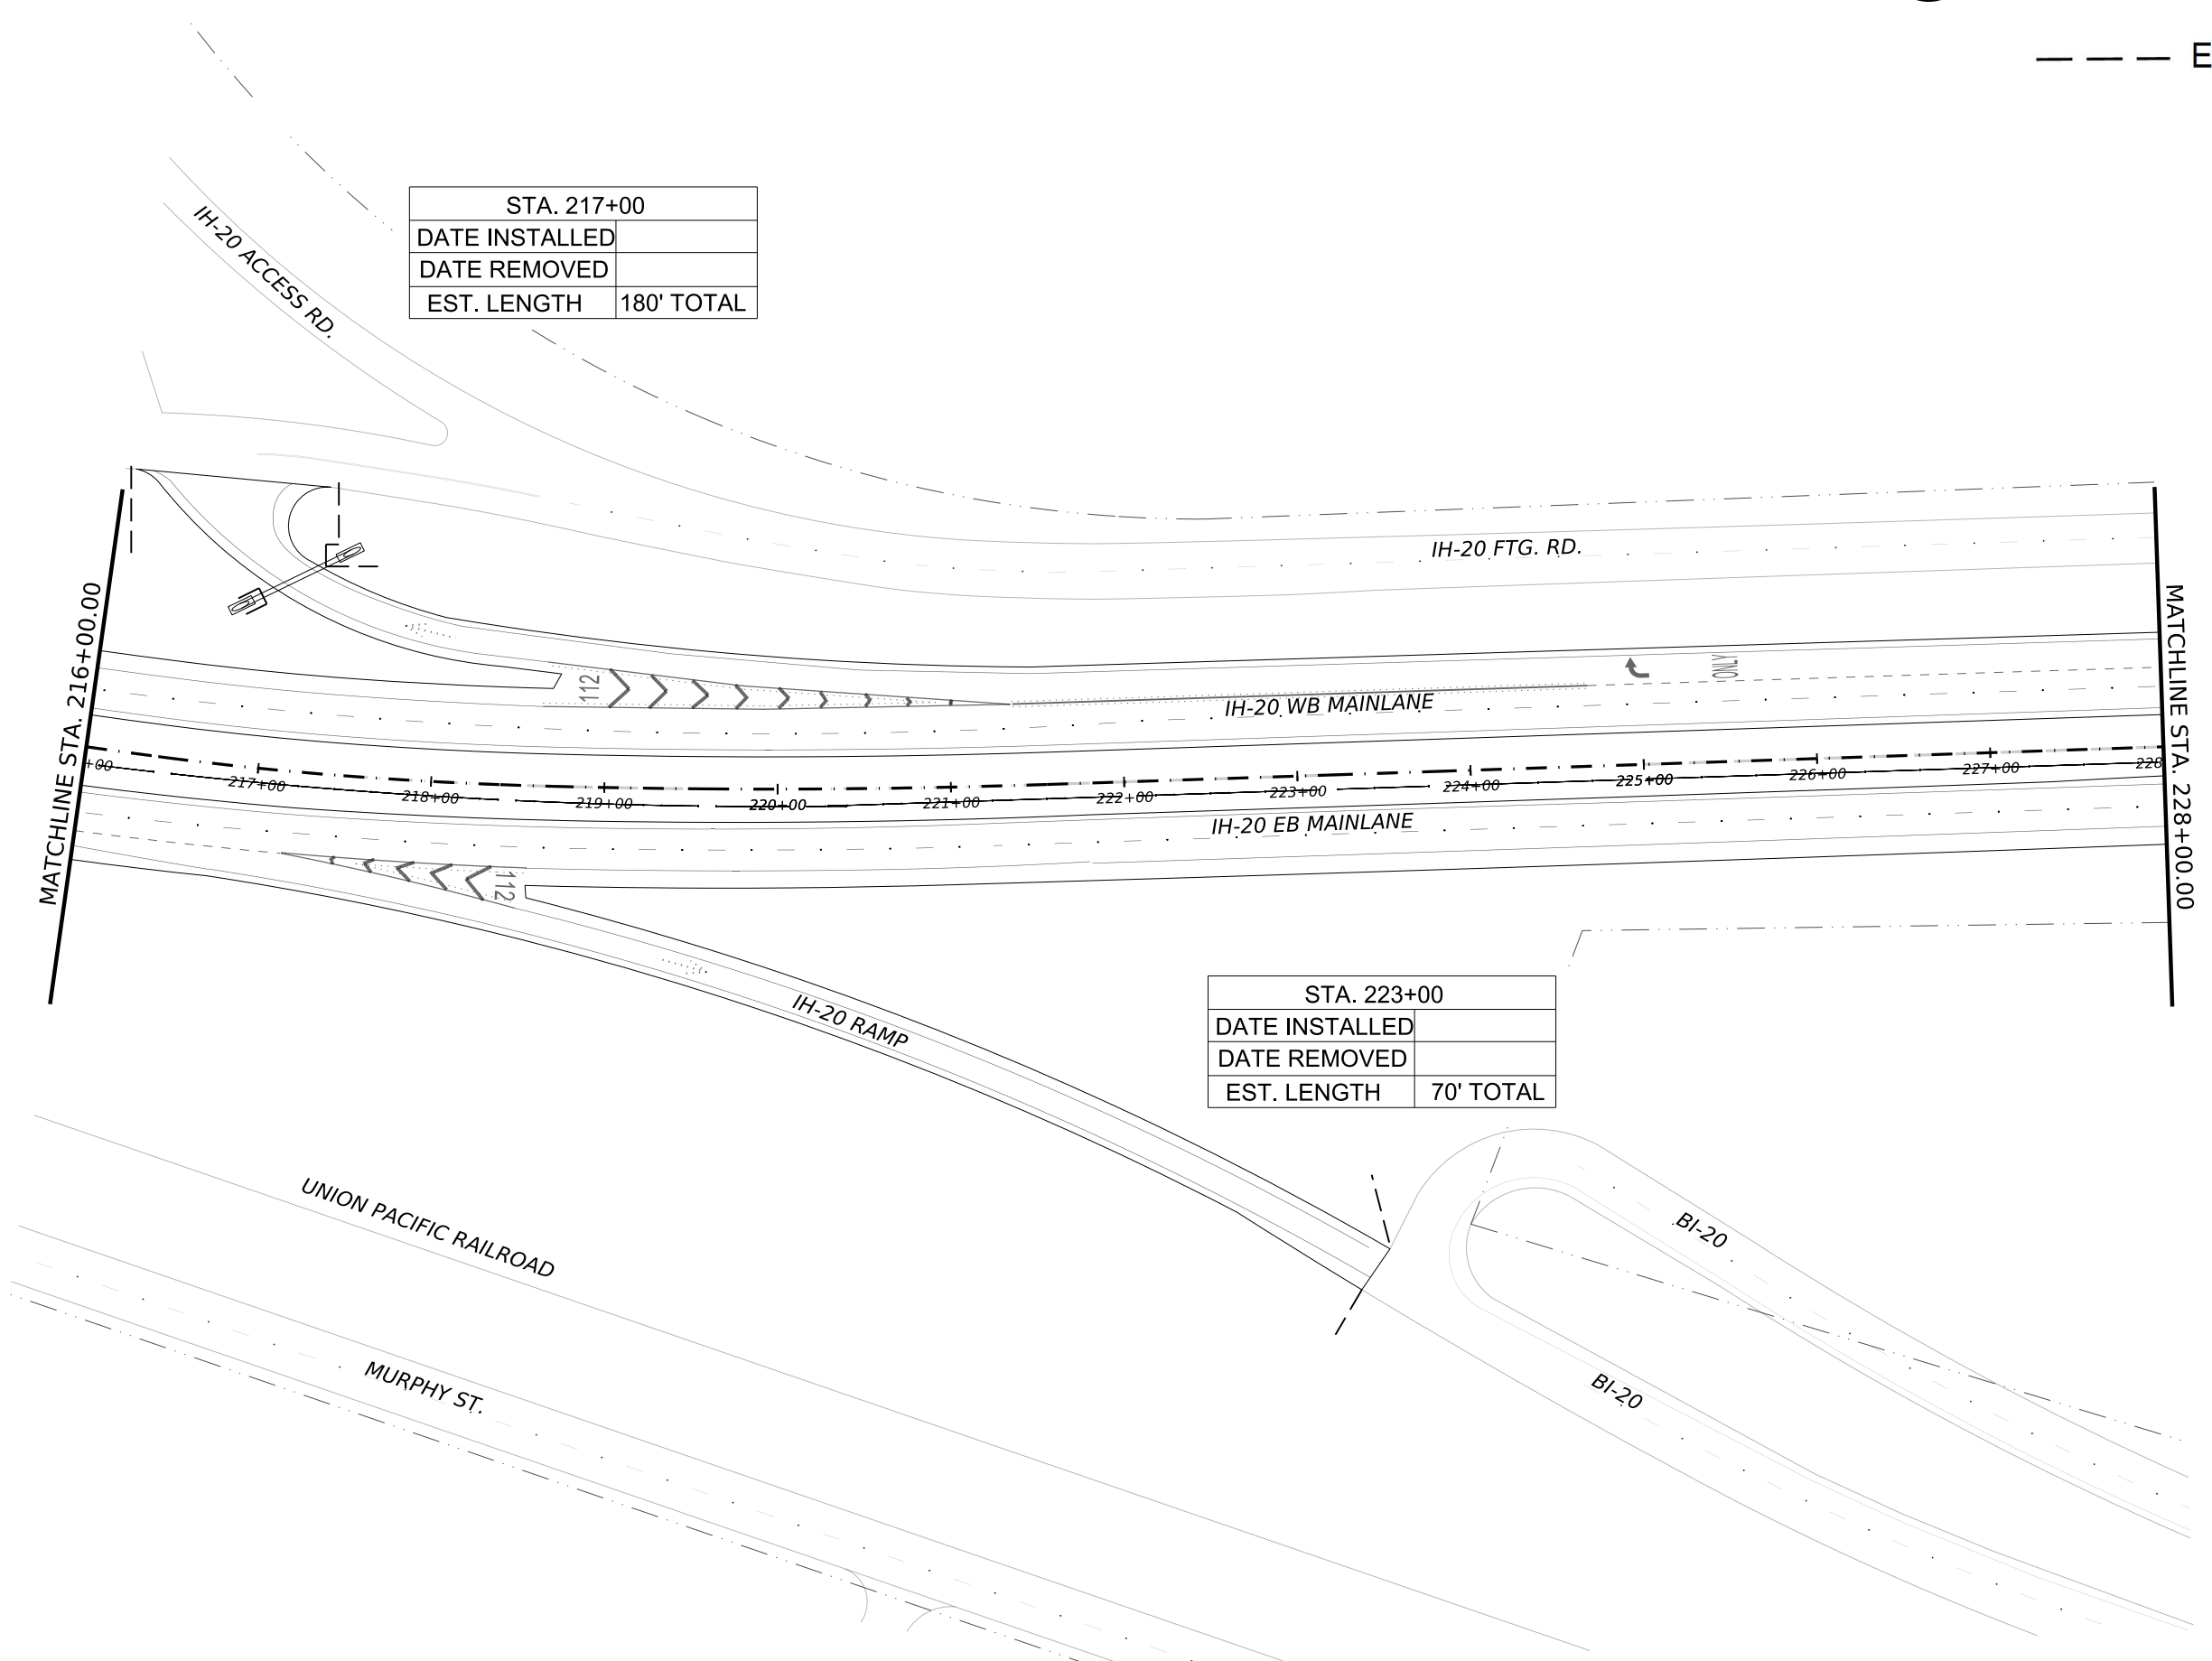 E
STA. 217+00
DATE INSTALLED
DATE REMOVED
EST. LENGTH 180' TOTAL
IH-20 ACCESS RD.
IH-20 FTG. RD.
MATCHLINE STA. 216+00.00
MATCHLINE STA. 228+00.00
112
ONLY
IH-20 WB MAINLANE
+00
217+00
218+00
219+00
220+00
221+00
222+00
223+00
224+00
225+00
226+00
227+00
228
IH-20 EB MAINLANE
112
IH-20 RAMP
STA. 223+00
DATE INSTALLED
DATE REMOVED
EST. LENGTH 70' TOTAL
UNION PACIFIC RAILROAD
BI-20
BI-20
MURPHY ST.